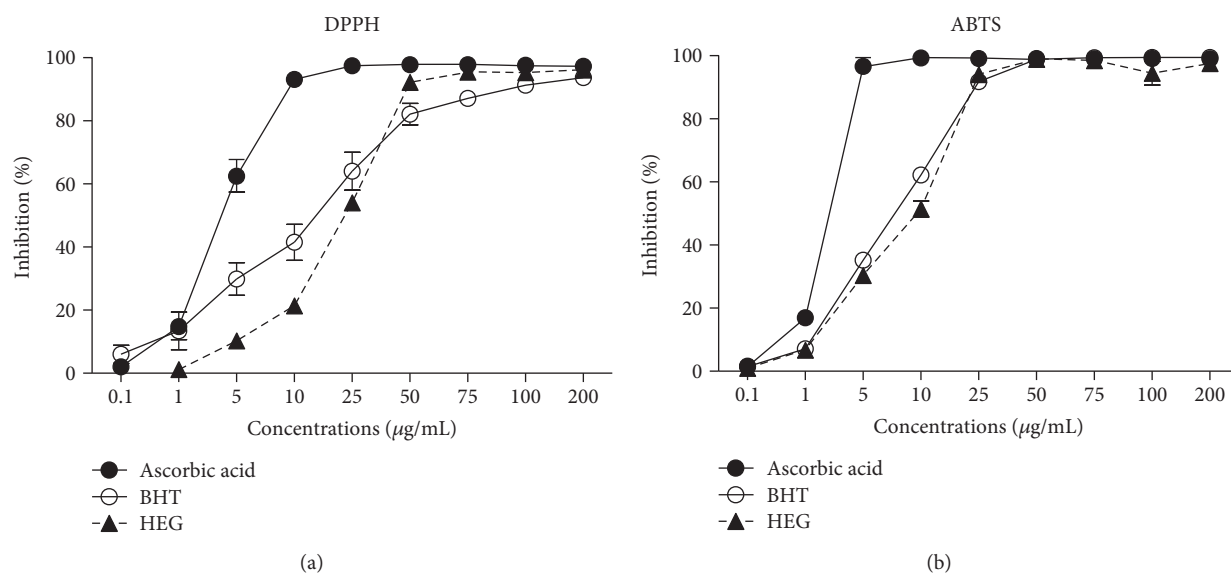 DPPH
100
80
60
40
20
0
Inhibition (%)
0.1 1 5 10 25 50 75 100 200
Concentrations (μg/mL)
Ascorbic acid
BHT
HEG
(a)
ABTS
100
80
60
40
20
0
Inhibition (%)
0.1 1 5 10 25 50 75 100 200
Concentrations (μg/mL)
Ascorbic acid
BHT
HEG
(b)